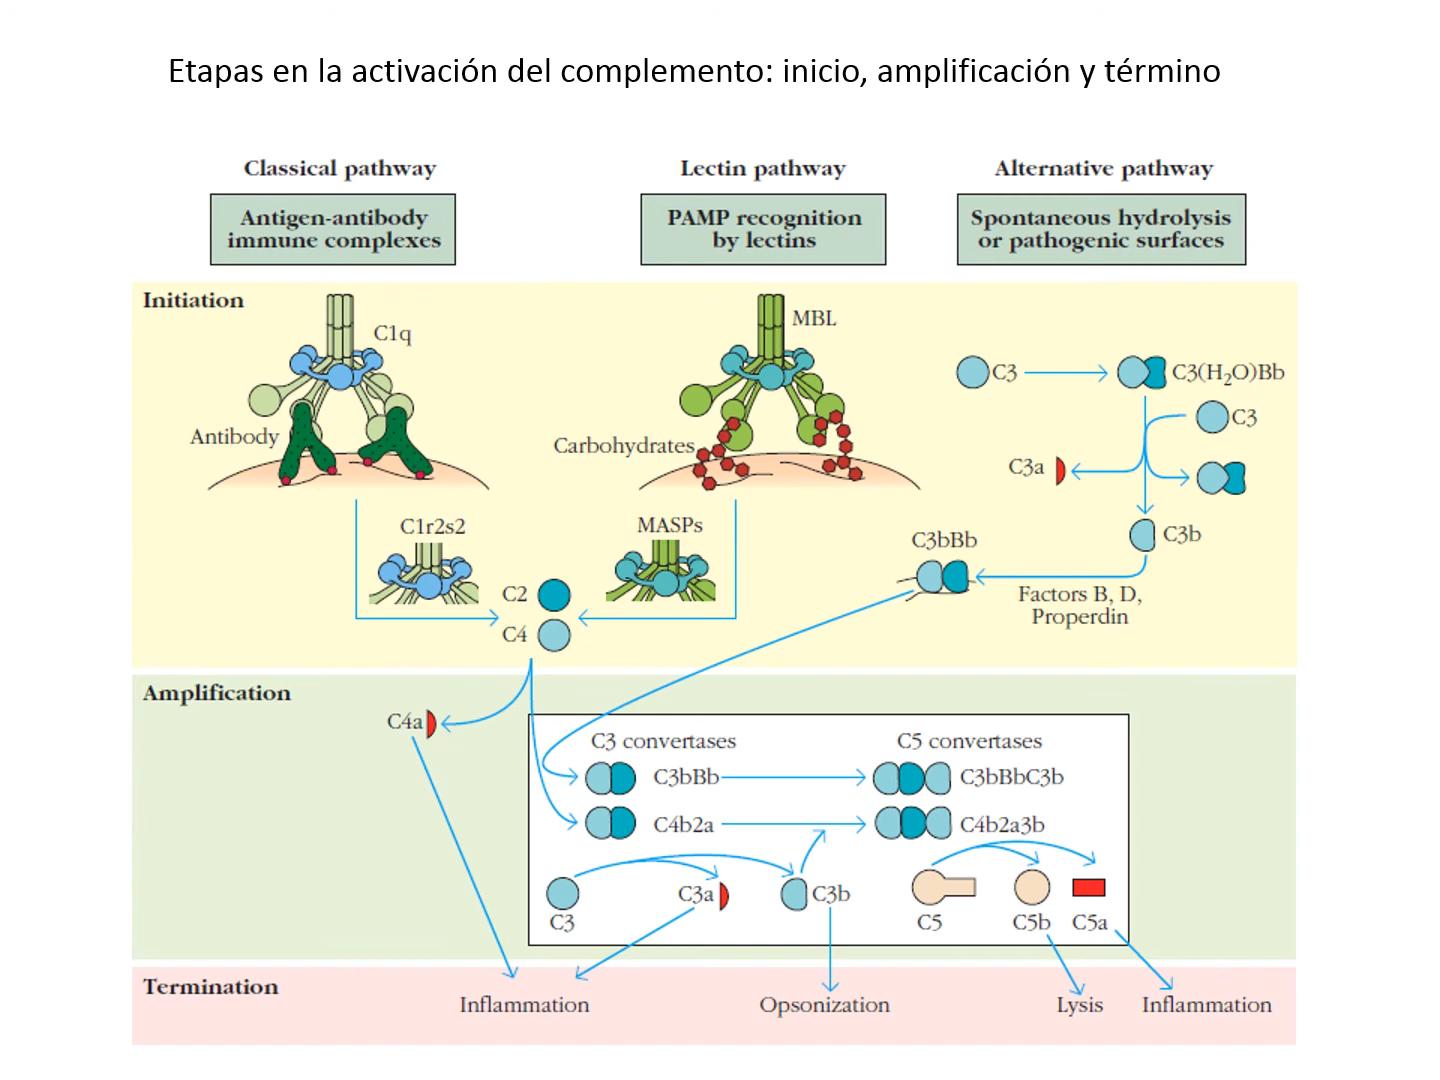 Etapas en la activación del complemento: inicio, amplificación y término
Classical pathway
Lectin pathway
Alternative pathway
Antigen-antibody
immune complexes
PAMP recognition
by lectins
Spontaneous hydrolysis
or pathogenic surfaces
Initiation
C1q
Antibody
MBL
Carbohydrates
C3
C3(H₂O)Bb
C3
C3a
C3b
C3bBb
Factors B, D,
Properdin
C1r2s2
MASPs
C2
C4
Amplification
C4a
C3 convertases
C5 convertases
C3bBb
C3bBbC3b
C4b2a
C4b2a3b
C3
C3a
C3b
C5
C5b
C5a
Termination
Inflammation
Opsonization
Lysis
Inflammation